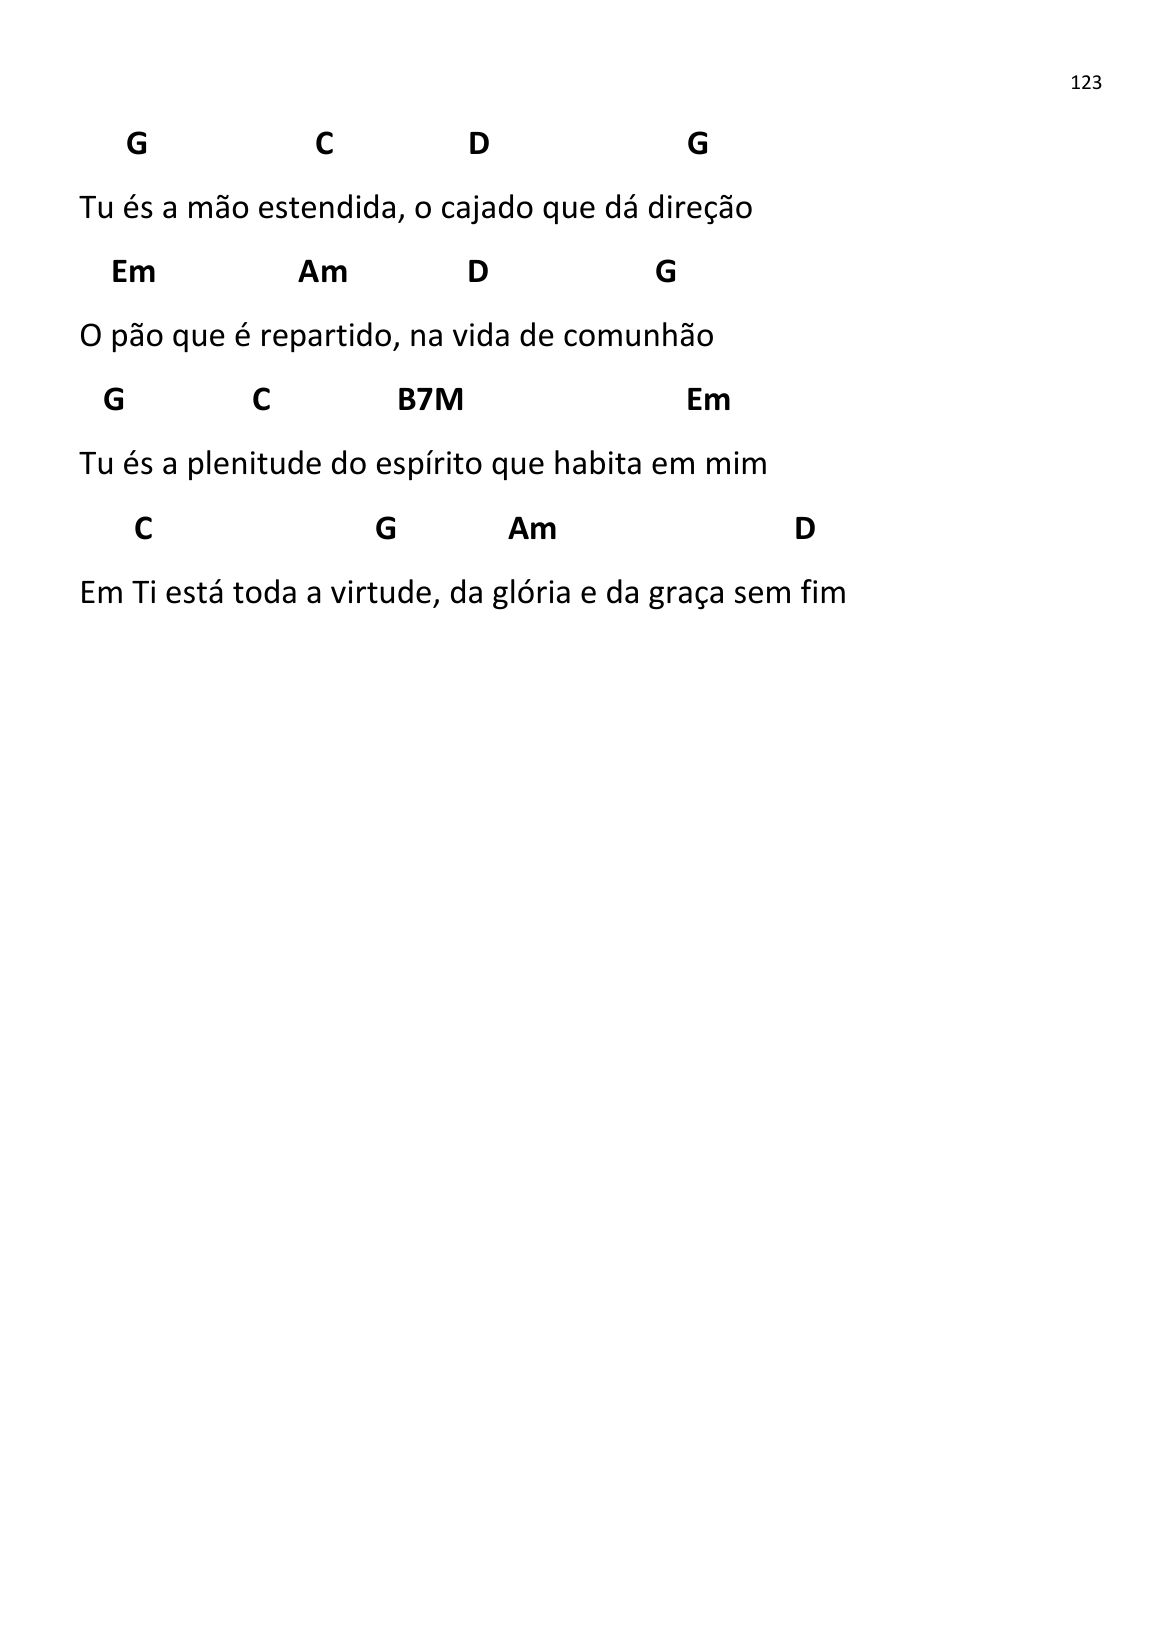 123
G C D G
Tu és a mão estendida, o cajado que dá direção
Em Am D G
O pão que é repartido, na vida de comunhão
G C B7M Em
Tu és a plenitude do espírito que habita em mim
C G Am D
Em Ti está toda a virtude, da glória e da graça sem fim